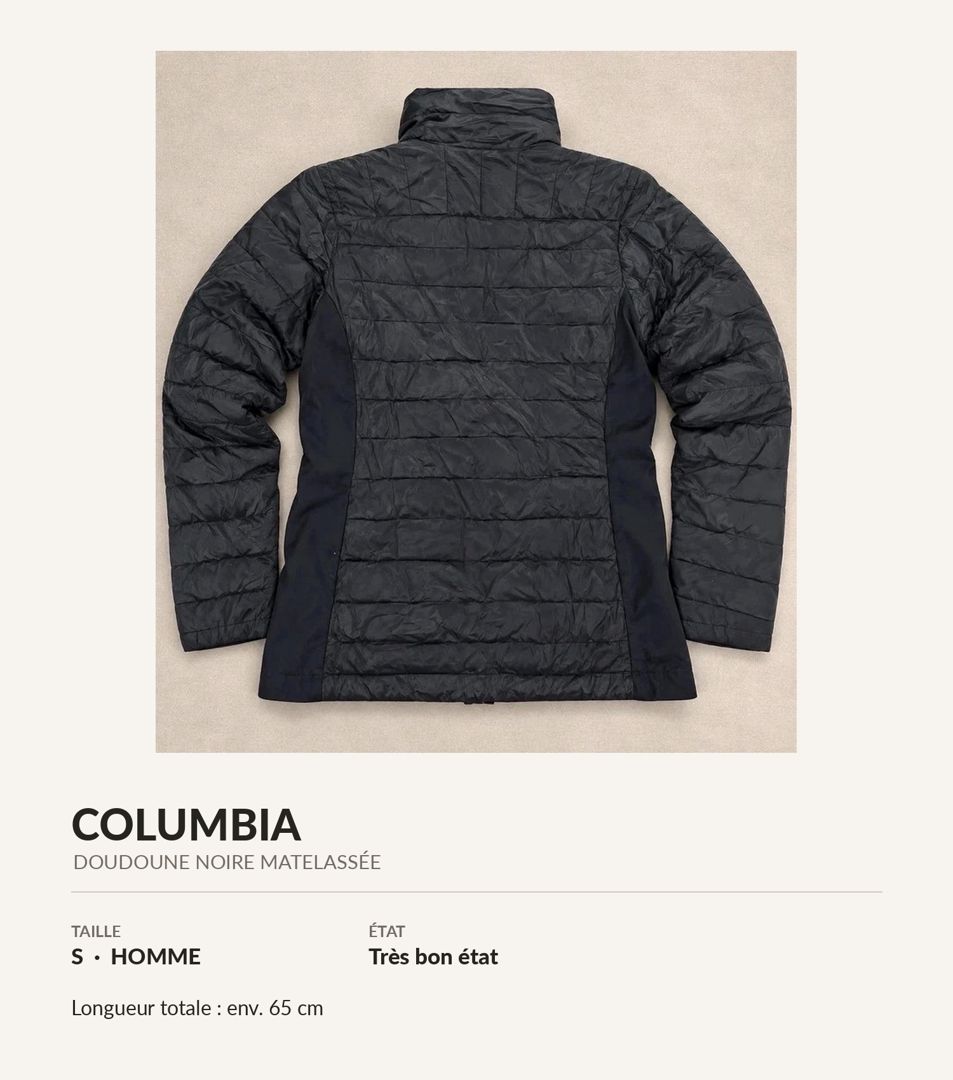 COLUMBIA
DOUDOUNE NOIRE MATELASSÉE
TAILLE
ÉTAT
S · HOMME
Très bon état
Longueur totale : env. 65 cm